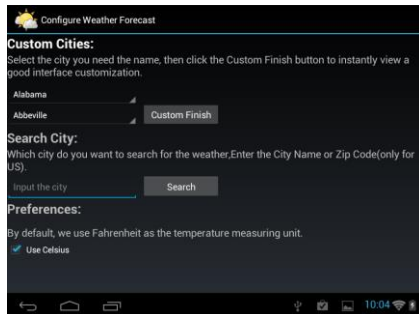 Configure Weather Forecast
Custom Cities:
Select the city you need the name, then click the Custom Finish button to instantly view a
good interface customization.
Alabama
Abbeville
Custom Finish
Search City:
Which city do you want to search for the weather,Enter the City Name or Zip Code(only for
US).
Input the city
Search
Preferences:
By default, we use Fahrenheit as the temperature measuring unit.
Use Celsius
10:04